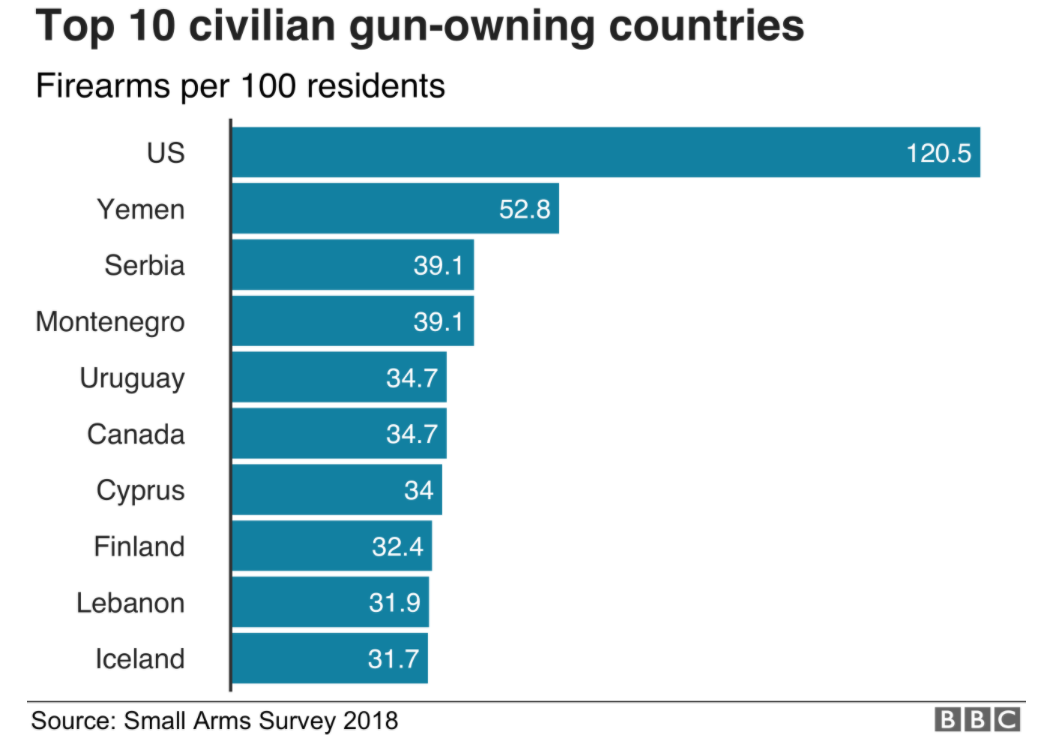 Top 10 civilian gun-owning countries
Firearms per 100 residents
US 120.5
Yemen 52.8
Serbia 39.1
Montenegro 39.1
Uruguay 34.7
Canada 34.7
Cyprus 34
Finland 32.4
Lebanon 31.9
Iceland 31.7
Source: Small Arms Survey 2018 BBC